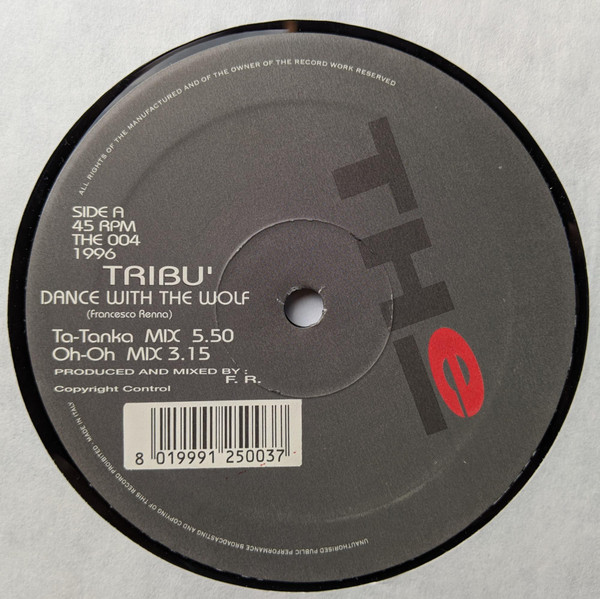 ALL RIGHTS OF THE MANUFACTURED AND OF THE OWNER OF THE RECORD WORK RESERVED
THe
SIDE A
45 RPM
THE 004
1996
TRIBU'
DANCE WITH THE WOLF
(Francesco Renna)
Ta-Tanka MIX 5.50
Oh-Oh MIX 3.15
PRODUCED AND MIXED BY :
F. R.
Copyright Control
8 019991 250037
UNAUTHORISED PUBLIC PERFORMANCE BROADCASTING AND COPYING OF THIS RECORD PROHIBITED - MADE IN ITALY